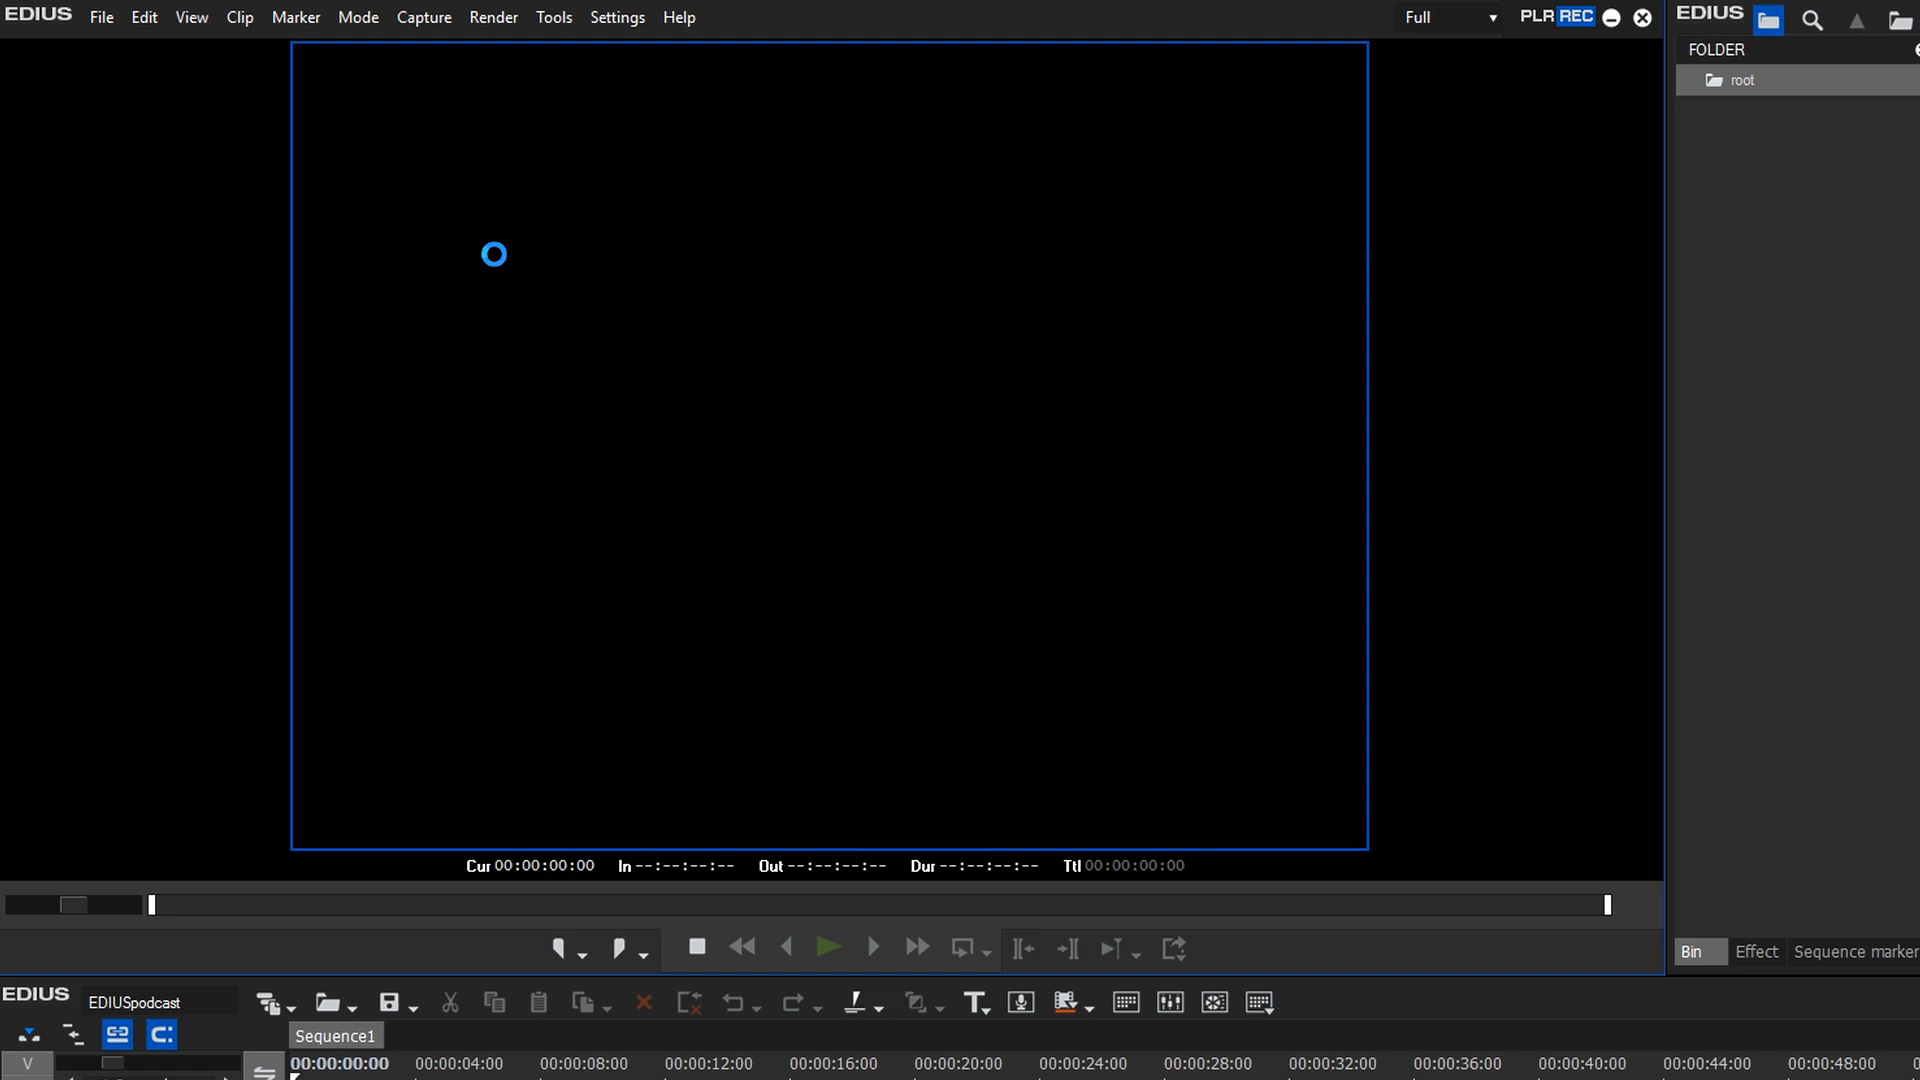 EDIUS File Edit View Clip Marker Mode Capture Render Tools Settings Help Full PLR REC
EDIUS
FOLDER
root
Cur 00:00:00:00 In --:--:--:-- Out --:--:--:-- Dur --:--:--:-- Ttl 00:00:00:00
Bin Effect Sequence marker
EDIUS EDIUSpodcast
Sequence1
V 00:00:00:00 00:00:04:00 00:00:08:00 00:00:12:00 00:00:16:00 00:00:20:00 00:00:24:00 00:00:28:00 00:00:32:00 00:00:36:00 00:00:40:00 00:00:44:00 00:00:48:00